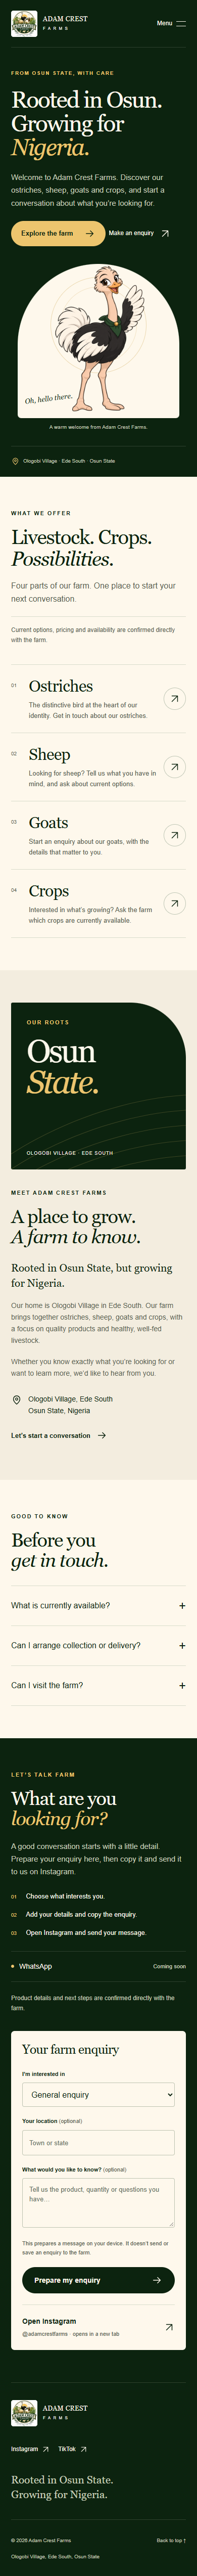 ADAM CREST
FARMS
Menu
FROM OSUN STATE, WITH CARE
Rooted in Osun.
Growing for
Nigeria.
Welcome to Adam Crest Farms. Discover our
ostriches, sheep, goats and crops, and start a
conversation about what you're looking for.
Explore the farm
Make an enquiry
Oh, hello there.
A warm welcome from Adam Crest Farms.
Ologobi Village · Ede South · Osun State
WHAT WE OFFER
Livestock. Crops.
Possibilities.
Four parts of our farm. One place to start your
next conversation.
Current options, pricing and availability are confirmed directly
with the farm.
01
Ostriches
The distinctive bird at the heart of our
identity. Get in touch about our ostriches.
02
Sheep
Looking for sheep? Tell us what you have in
mind, and ask about current options.
03
Goats
Start an enquiry about our goats, with the
details that matter to you.
04
Crops
Interested in what's growing? Ask the farm
which crops are currently available.
OUR ROOTS
Osun
State.
OLOGOBI VILLAGE · EDE SOUTH
MEET ADAM CREST FARMS
A place to grow.
A farm to know.
Rooted in Osun State, but growing
for Nigeria.
Our home is Ologobi Village in Ede South. Our farm
brings together ostriches, sheep, goats and crops, with
a focus on quality products and healthy, well-fed
livestock.
Whether you know exactly what you're looking for or
want to learn more, we'd like to hear from you.
Ologobi Village, Ede South
Osun State, Nigeria
Let's start a conversation
GOOD TO KNOW
Before you
get in touch.
What is currently available?
Can I arrange collection or delivery?
Can I visit the farm?
LET'S TALK FARM
What are you
looking for?
A good conversation starts with a little detail.
Prepare your enquiry here, then copy it and send it
to us on Instagram.
01 Choose what interests you.
02 Add your details and copy the enquiry.
03 Open Instagram and send your message.
WhatsApp
Coming soon
Product details and next steps are confirmed directly with the
farm.
Your farm enquiry
I'm interested in
General enquiry
Your location (optional)
Town or state
What would you like to know? (optional)
Tell us the product, quantity or questions you
have…
This prepares a message on your device. It doesn't send or
save an enquiry to the farm.
Prepare my enquiry
Open Instagram
@adamcrestfarms · opens in a new tab
ADAM CREST
FARMS
Instagram
TikTok
Rooted in Osun State.
Growing for Nigeria.
© 2026 Adam Crest Farms
Back to top ↑
Ologobi Village, Ede South, Osun State